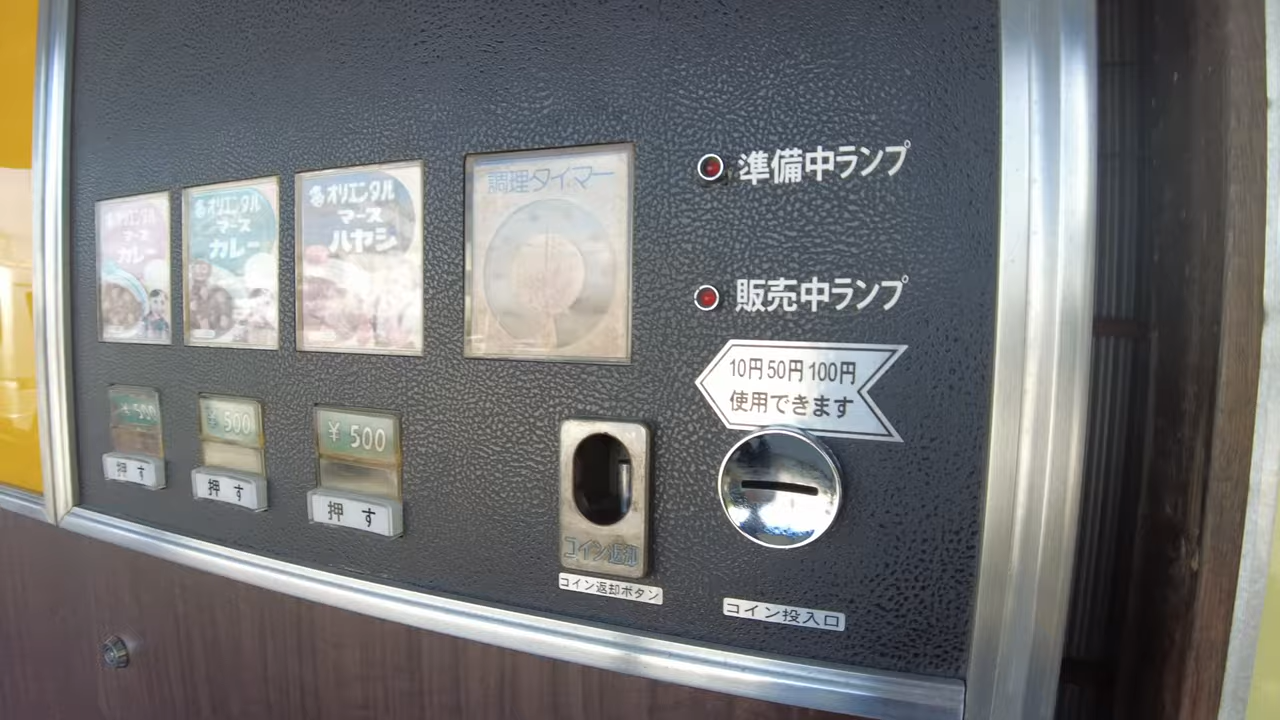 オリエンタル
マース
カレー
オリエンタル
マース
カレー
オリエンタル
マース
ハヤシ
調理タイマー
準備中ランプ
販売中ランプ
10円50円100円
使用できます
¥500
¥500
¥500
押す
押す
押す
コイン返却
コイン返却ボタン
コイン投入口